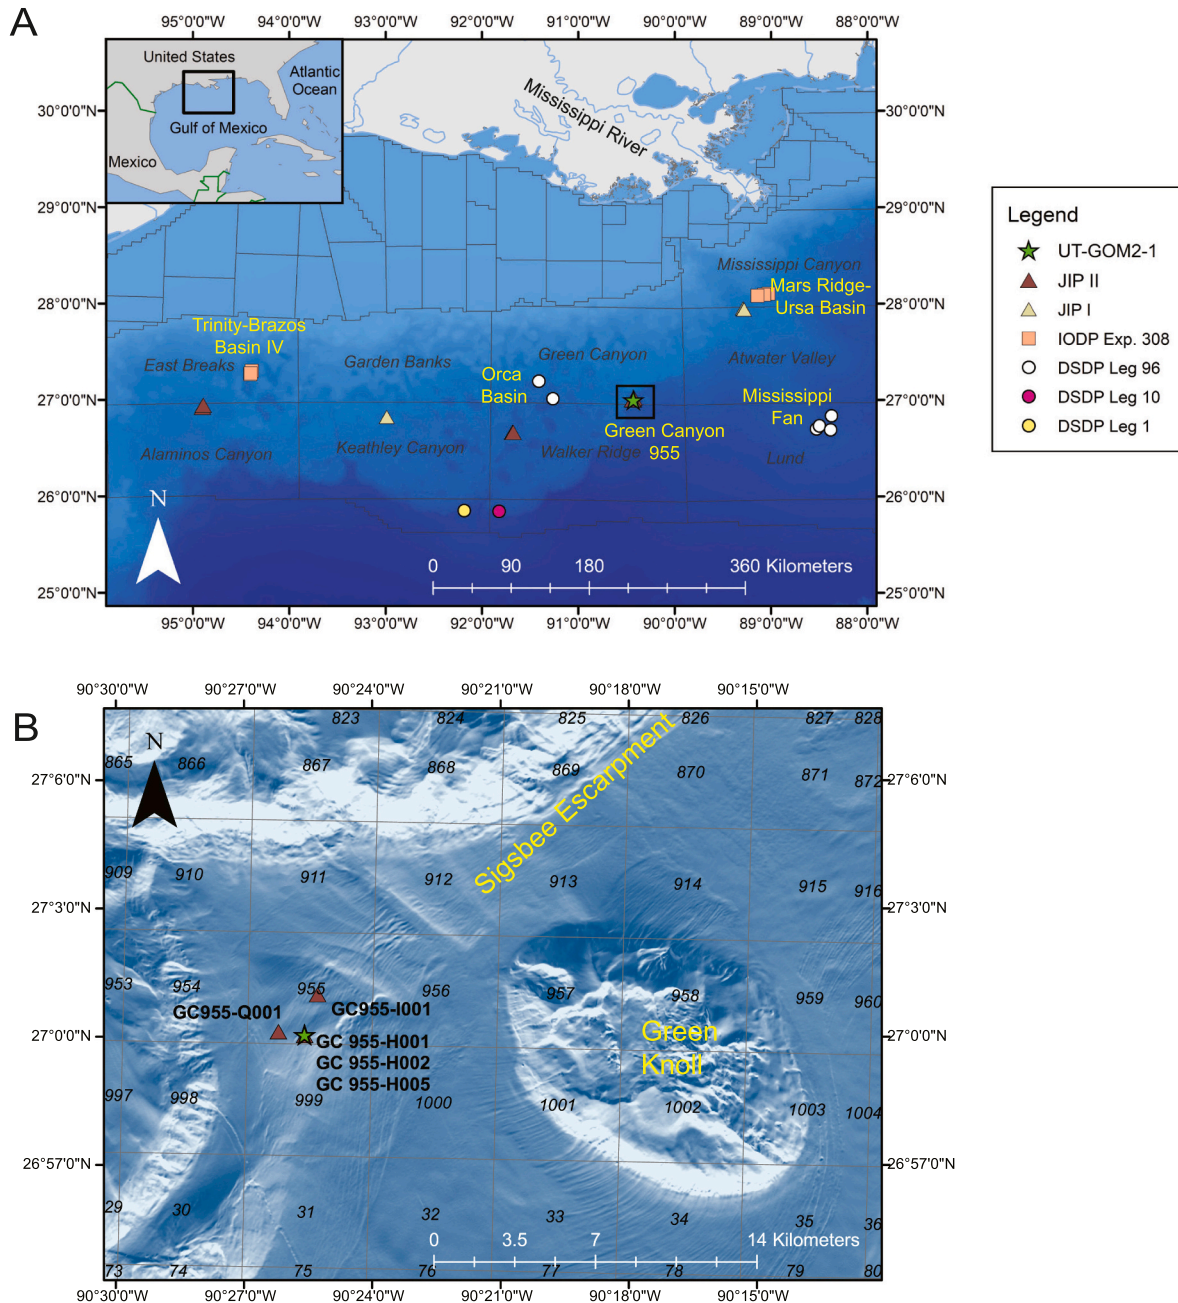 A
95°0'0"W 94°0'0"W 93°0'0"W 92°0'0"W 91°0'0"W 90°0'0"W 89°0'0"W 88°0'0"W
United States
Atlantic
Ocean
Gulf of Mexico
Mexico
Mississippi River
30°0'0"N 30°0'0"N
29°0'0"N 29°0'0"N
28°0'0"N 28°0'0"N
27°0'0"N 27°0'0"N
26°0'0"N 26°0'0"N
25°0'0"N 25°0'0"N
Mississippi Canyon
Mars Ridge-
Ursa Basin
Trinity-Brazos
Basin IV
East Breaks
Garden Banks
Green Canyon
Atwater Valley
Orca
Basin
Mississippi
Fan
Green Canyon
955
Alaminos Canyon
Keathley Canyon
Walker Ridge
Lund
N
0 90 180 360 Kilometers
95°0'0"W 94°0'0"W 93°0'0"W 92°0'0"W 91°0'0"W 90°0'0"W 89°0'0"W 88°0'0"W
Legend
UT-GOM2-1
JIP II
JIP I
IODP Exp. 308
DSDP Leg 96
DSDP Leg 10
DSDP Leg 1
B
90°30'0"W 90°27'0"W 90°24'0"W 90°21'0"W 90°18'0"W 90°15'0"W
N
823 824 825 826 827 828
865 866 867 868 869 870 871 872
27°6'0"N 27°6'0"N
Sigsbee Escarpment
909 910 911 912 913 914 915 916
27°3'0"N 27°3'0"N
953 954 955 956 957 958 959 960
GC955-Q001
GC955-I001
27°0'0"N 27°0'0"N
GC 955-H001
GC 955-H002
GC 955-H005
Green
Knoll
997 998 999 1000 1001 1002 1003 1004
26°57'0"N 26°57'0"N
29 30 31 32 33 34 35 36
0 3.5 7 14 Kilometers
73 74 75 76 77 78 79 80
90°30'0"W 90°27'0"W 90°24'0"W 90°21'0"W 90°18'0"W 90°15'0"W